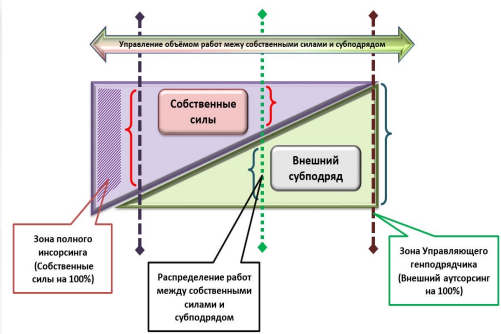 Управление объёмом работ межу собственными силами и субподрядом
Собственные
силы
Внешний
субподряд
Зона полного
инсорсинга
(Собственные
силы на 100%)
Распределение работ
между собственными
силами и
субподрядом
Зона Управляющего
генподрядчика
(Внешний аутсорсинг
на 100%)